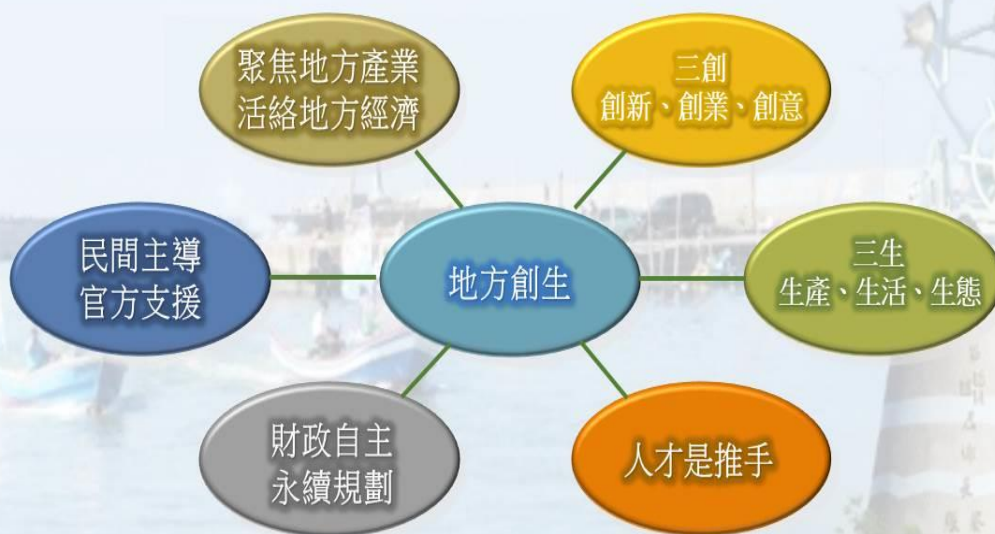 聚焦地方產業
活絡地方經濟
三創
創新、創業、創意
民間主導
官方支援
地方創生
三生
生產、生活、生態
財政自主
永續規劃
人才是推手